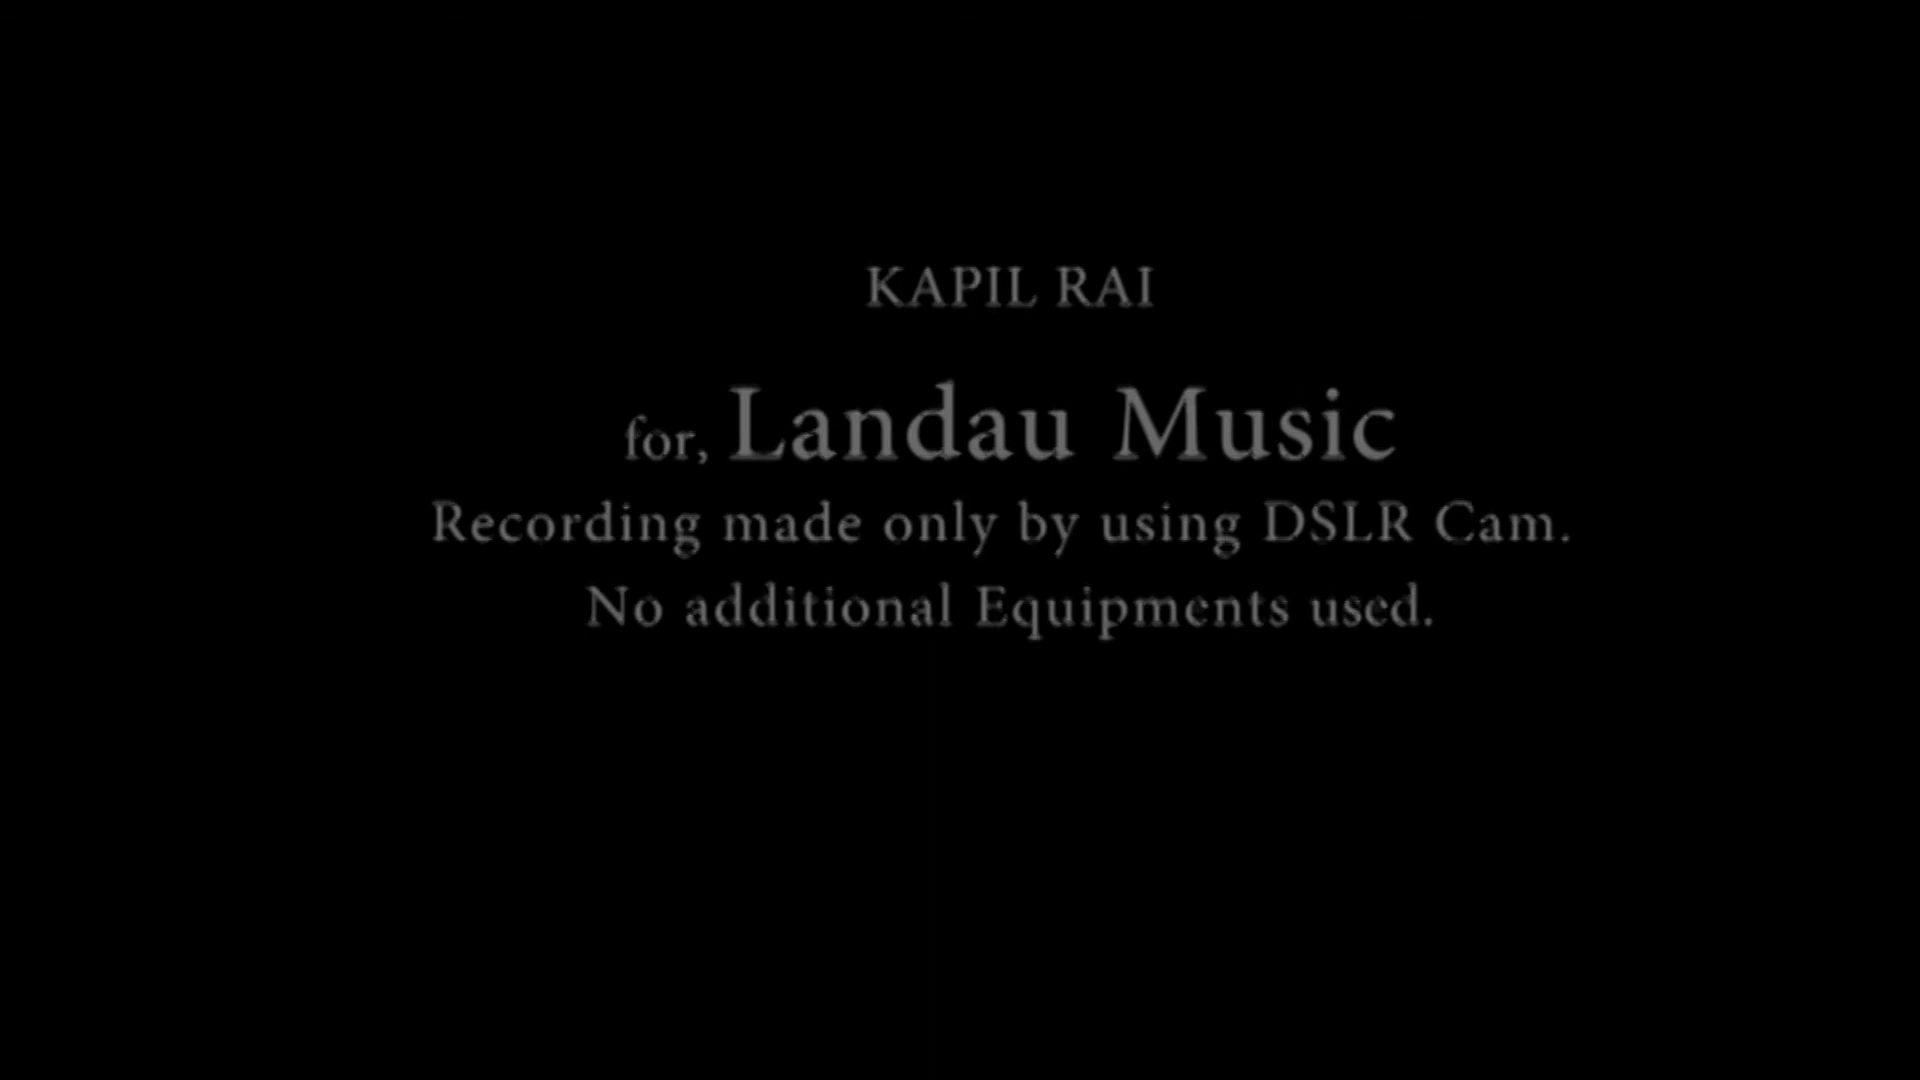 KAPIL RAI
for, Landau Music
Recording made only by using DSLR Cam.
No additional Equipments used.